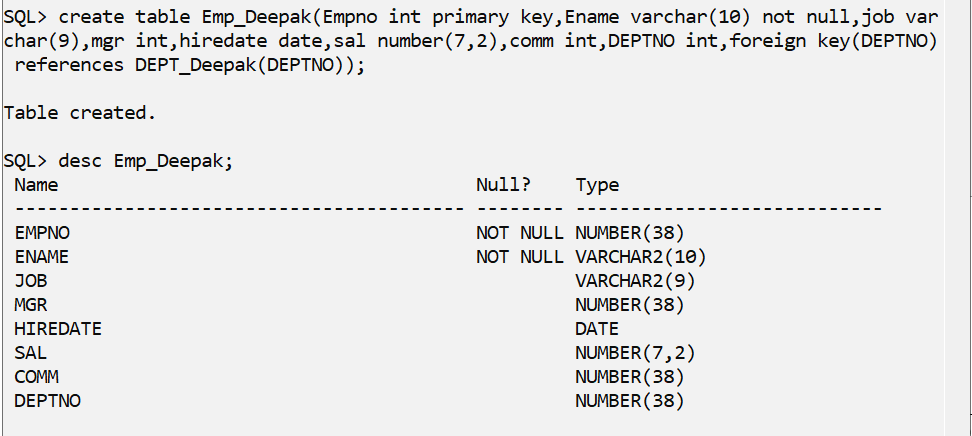 SQL> create table Emp_Deepak(Empno int primary key,Ename varchar(10) not null,job var
char(9),mgr int,hiredate date,sal number(7,2),comm int,DEPTNO int,foreign key(DEPTNO)
 references DEPT_Deepak(DEPTNO));

Table created.

SQL> desc Emp_Deepak;
 Name                                      Null?    Type
 ----------------------------------------- -------- ----------------------------
 EMPNO                                     NOT NULL NUMBER(38)
 ENAME                                     NOT NULL VARCHAR2(10)
 JOB                                                VARCHAR2(9)
 MGR                                                NUMBER(38)
 HIREDATE                                           DATE
 SAL                                                NUMBER(7,2)
 COMM                                               NUMBER(38)
 DEPTNO                                             NUMBER(38)